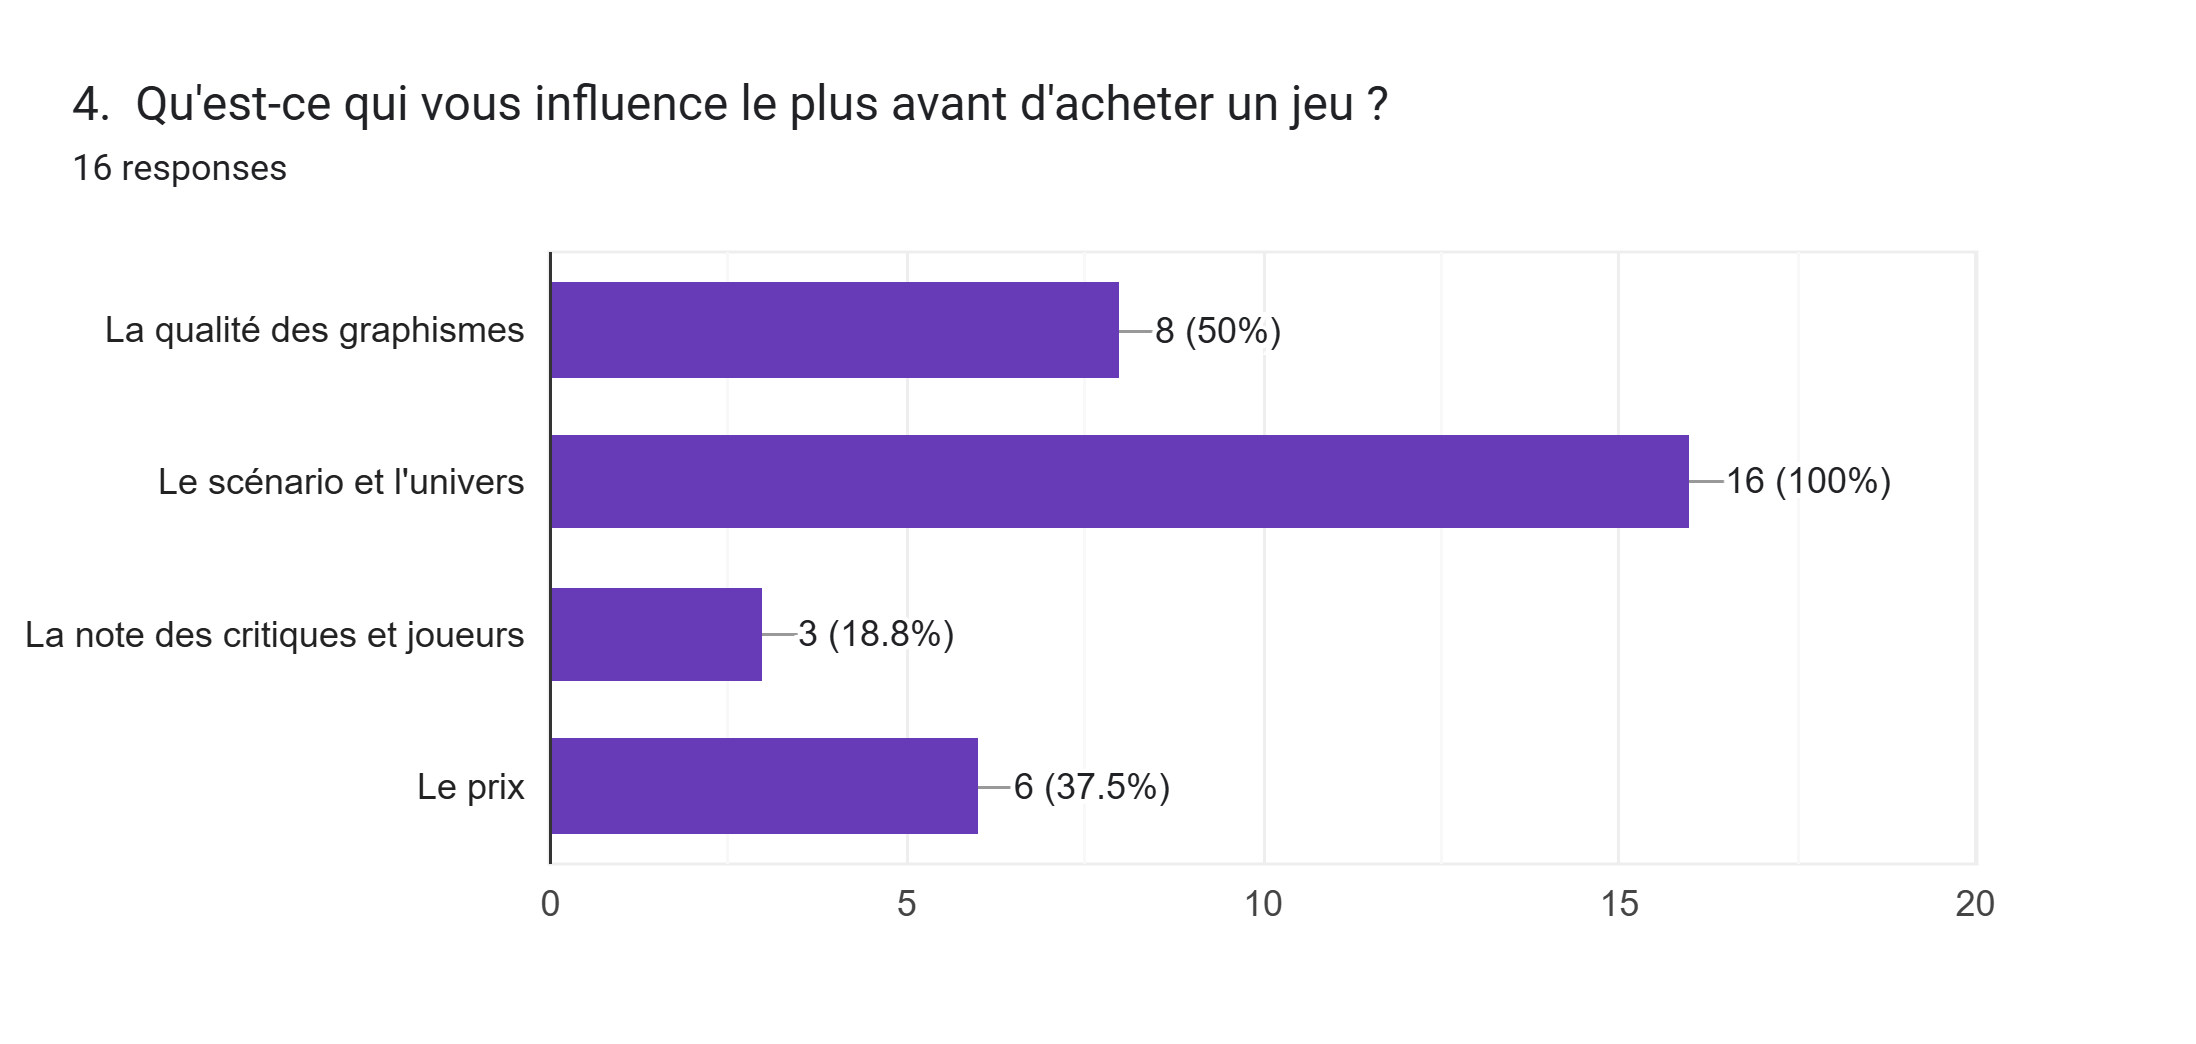 4. Qu'est-ce qui vous influence le plus avant d'acheter un jeu ?
16 responses
La qualité des graphismes
8 (50%)
Le scénario et l'univers
16 (100%)
La note des critiques et joueurs
3 (18.8%)
Le prix
6 (37.5%)
0 5 10 15 20